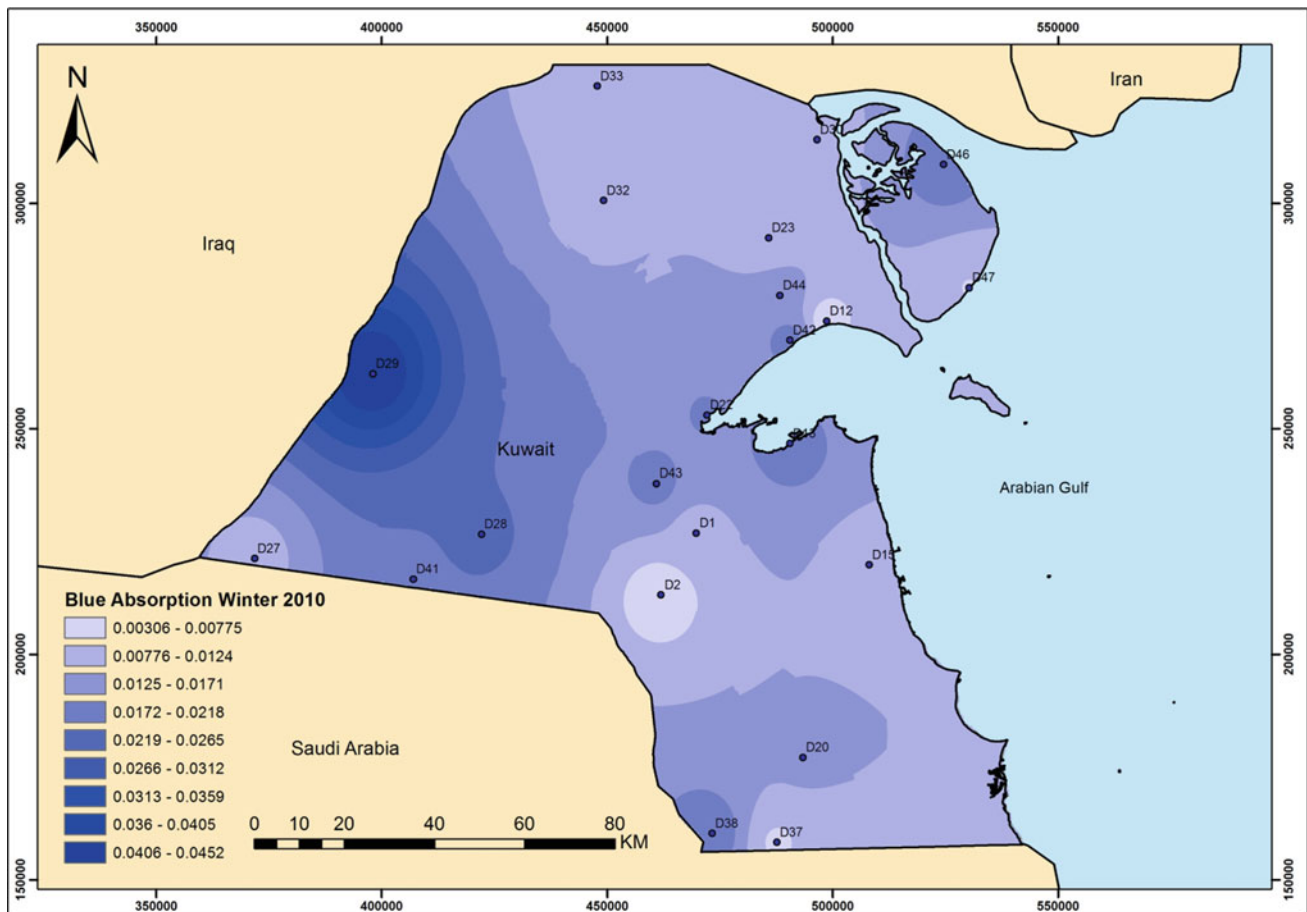 350000 400000 450000 500000 550000
N
Iran
D33
D30
D46
300000 300000
D32
Iraq
D23
D47
D44
D12
D42
D29
D22
250000 250000
Kuwait
D43
Arabian Gulf
D28
D1
D27
D15
D41
D2
Blue Absorption Winter 2010
0.00306 - 0.00775
0.00776 - 0.0124
0.0125 - 0.0171
0.0172 - 0.0218
0.0219 - 0.0265
0.0266 - 0.0312
0.0313 - 0.0359
0.036 - 0.0405
0.0406 - 0.0452
200000 200000
Saudi Arabia
D20
D38
D37
0 10 20 40 60 80
KM
150000 150000
350000 400000 450000 500000 550000